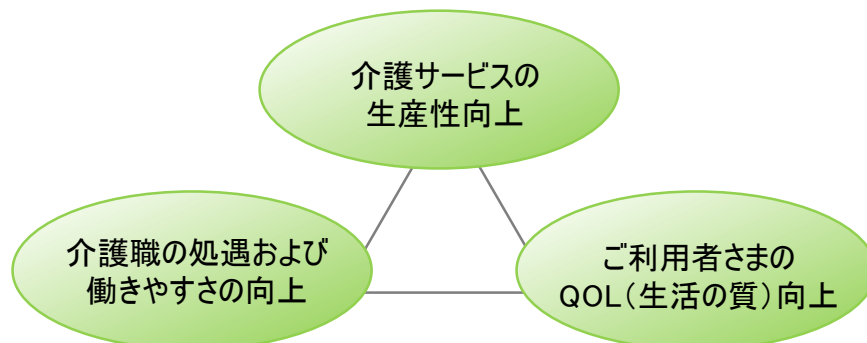 介護サービスの
生産性向上
介護職の処遇および
働きやすさの向上
ご利用者さまの
QOL(生活の質)向上